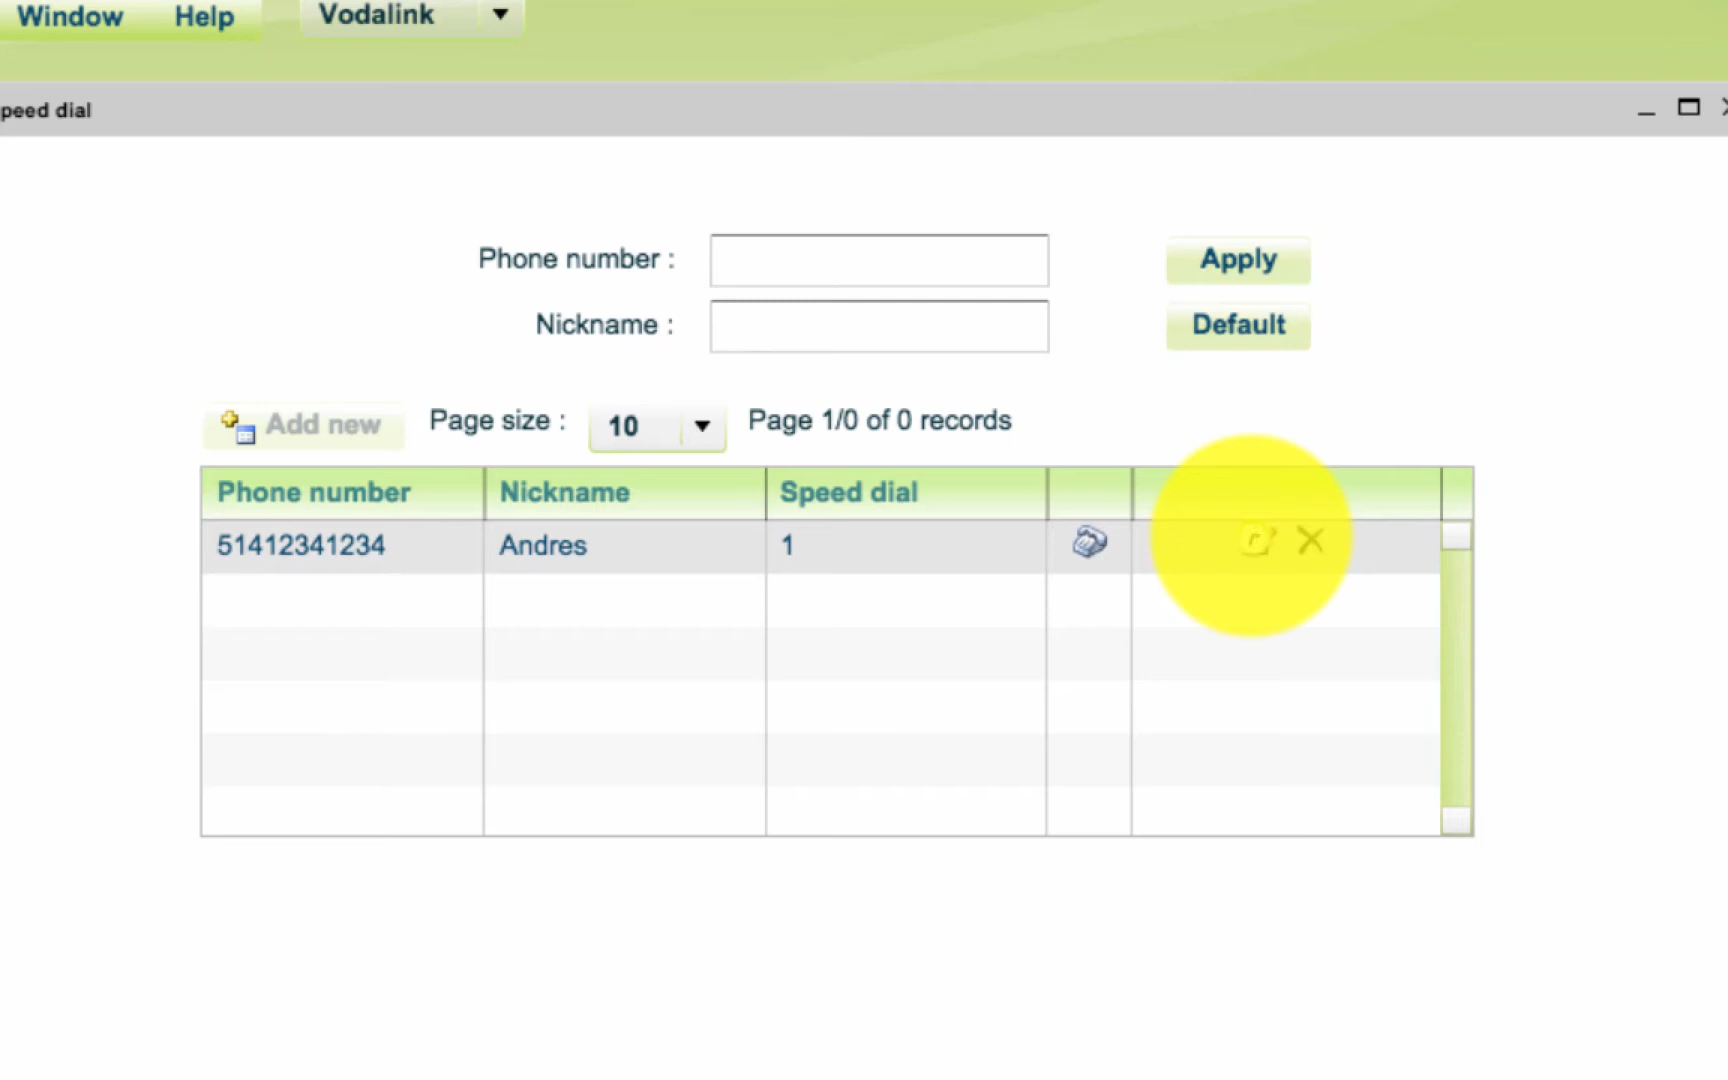 Window Help Vodalink
peed dial
Phone number :
Apply
Nickname :
Default
Add new Page size : 10 Page 1/0 of 0 records
Phone number Nickname Speed dial
51412341234 Andres 1